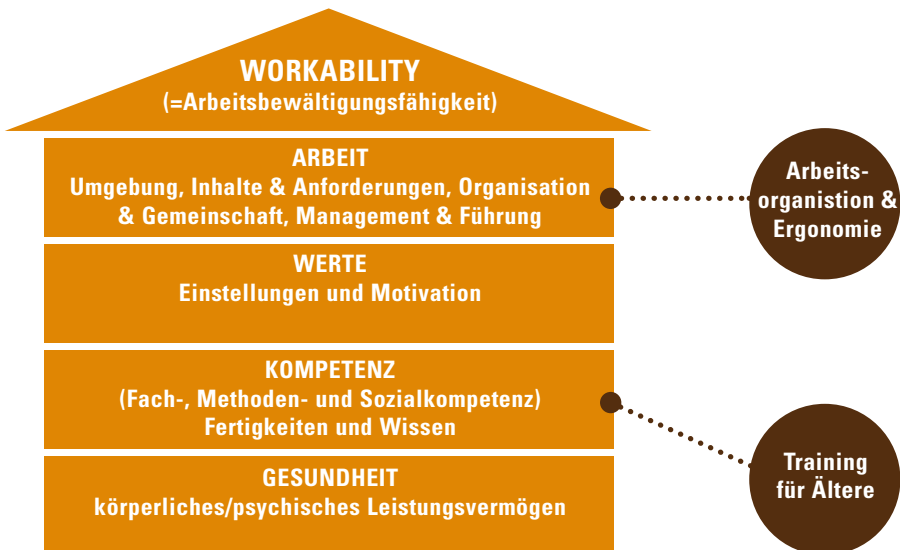 WORKABILITY
(=Arbeitsbewältigungsfähigkeit)
ARBEIT
Umgebung, Inhalte & Anforderungen, Organisation
& Gemeinschaft, Management & Führung
Arbeits-
organistion &
Ergonomie
WERTE
Einstellungen und Motivation
KOMPETENZ
(Fach-, Methoden- und Sozialkompetenz)
Fertigkeiten und Wissen
Training
für Ältere
GESUNDHEIT
körperliches/psychisches Leistungsvermögen